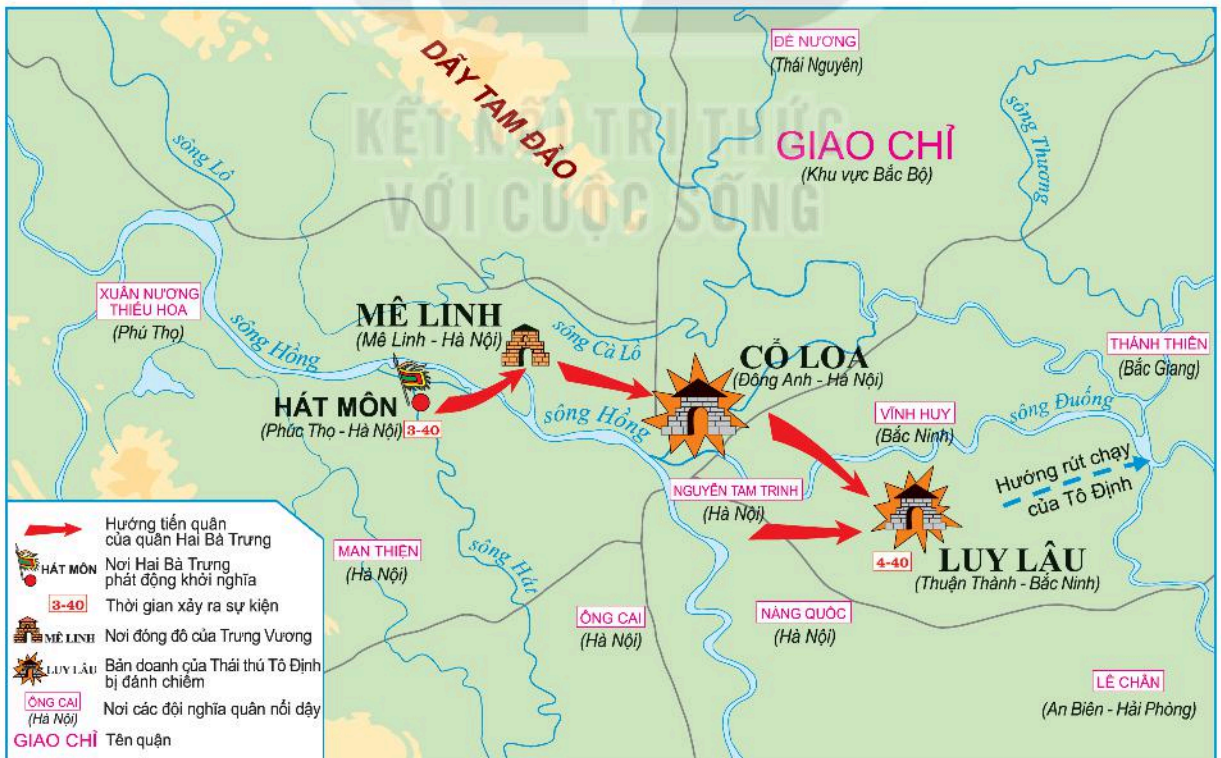 ĐỀ NƯƠNG
(Thái Nguyên)
DÃY TAM ĐẢO
KẾT NỐI TRI THỨC
VỚI CUỘC SỐNG
GIAO CHỈ
(Khu vực Bắc Bộ)
sông Lô
sông Thương
XUÂN NƯƠNG
THIỀU HOA
(Phú Thọ)
MÊ LINH
(Mê Linh - Hà Nội)
sông Cà Lồ
sông Hồng
CỔ LOA
(Đông Anh - Hà Nội)
THÁNH THIÊN
(Bắc Giang)
HÁT MÔN
(Phúc Thọ - Hà Nội)
3-40
sông Hồng
VĨNH HUY
(Bắc Ninh)
sông Đuống
Hướng rút chạy
của Tô Định
NGUYỄN TAM TRINH
(Hà Nội)
MAN THIỆN
(Hà Nội)
sông Hát
4-40
LUY LÂU
(Thuận Thành - Bắc Ninh)
ÔNG CAI
(Hà Nội)
NÀNG QUỐC
(Hà Nội)
LÊ CHÂN
(An Biên - Hải Phòng)
Hướng tiến quân
của quân Hai Bà Trưng
HÁT MÔN
Nơi Hai Bà Trưng
phát động khởi nghĩa
3-40
Thời gian xảy ra sự kiện
MÊ LINH
Nơi đóng đô của Trưng Vương
LUY LÂU
Bản doanh của Thái thú Tô Định
bị đánh chiếm
ÔNG CAI
(Hà Nội)
Nơi các đội nghĩa quân nổi dậy
GIAO CHỈ
Tên quận